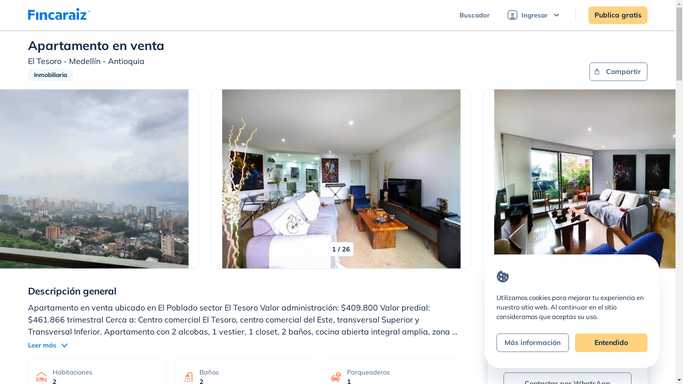 Fincaraiz
Buscador
Ingresar
Publica gratis
Apartamento en venta
El Tesoro - Medellín - Antioquia
Inmobiliaria
Compartir
1 / 26
Descripción general
Apartamento en venta ubicado en El Poblado sector El Tesoro Valor administración: $409.800 Valor predial:
$461.866 trimestral Cerca a: Centro comercial El Tesoro, centro comercial del Este, transversal Superior y
Transversal Inferior. Apartamento con 2 alcobas, 1 vestier, 1 closet, 2 baños, cocina abierta integral amplia, zona ...
Leer más
Habitaciones
2
Baños
2
Parqueaderos
1
Utilizamos cookies para mejorar tu experiencia en
nuestro sitio web. Al continuar en el sitio
consideramos que aceptas su uso.
Más información
Entendido
Contactar por WhatsApp